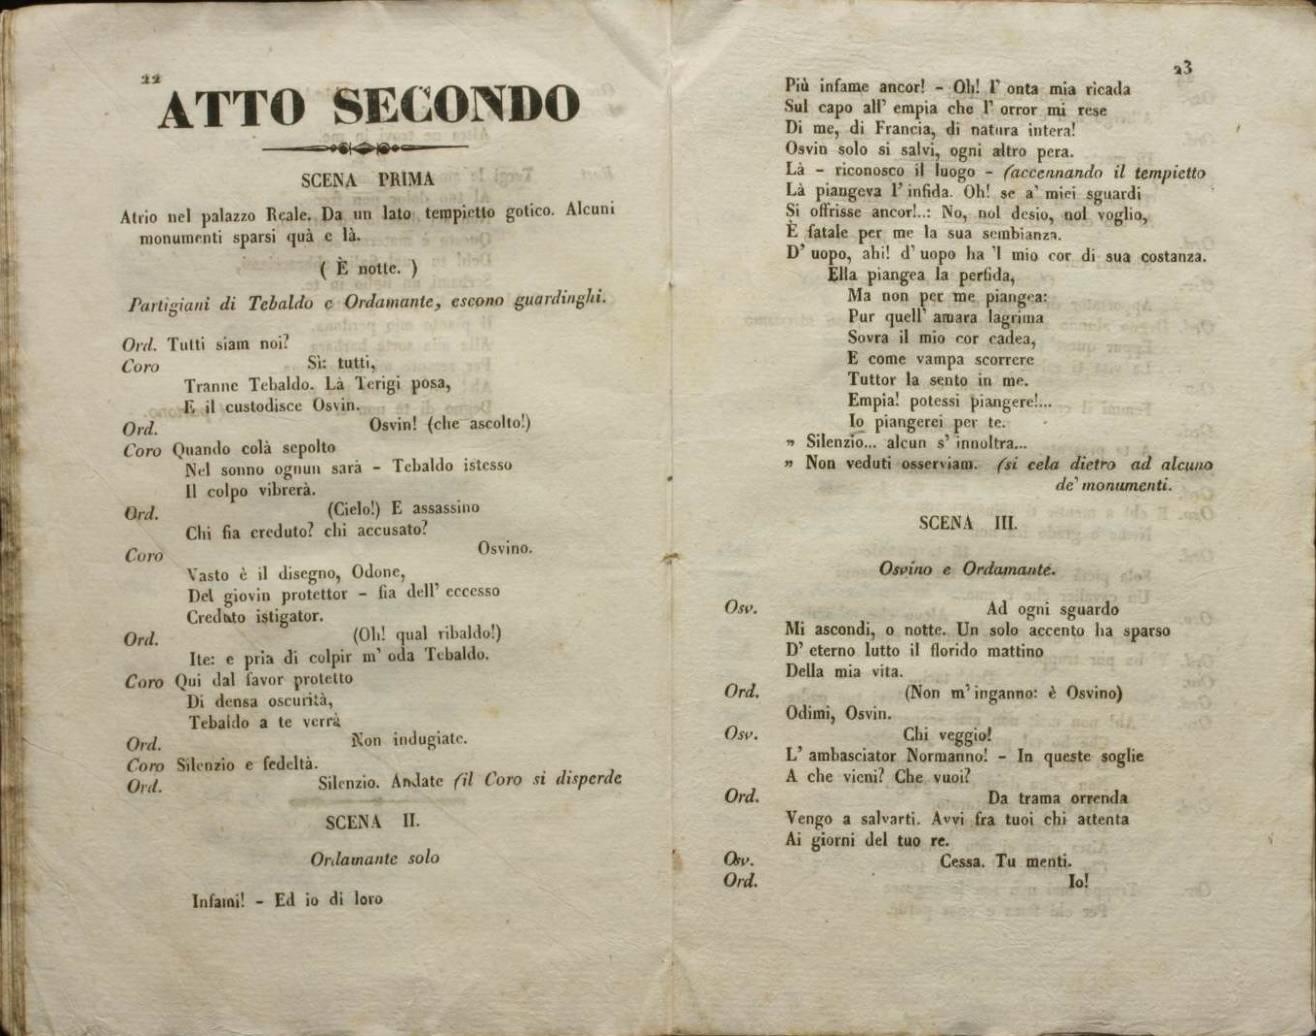 22
ATTO SECONDO
SCENA PRIMA
Atrio nel palazzo Reale. Da un lato tempietto gotico. Alcuni
monumenti sparsi quà e là.
( È notte. )
Partigiani di Tebaldo e Ordamante, escono guardinghi.
Ord. Tutti siam noi?
Coro Sì: tutti,
Tranne Tebaldo. Là Terigi posa,
E il custodisce Osvin.
Ord. Osvin! (che ascolto!)
Coro Quando colà sepolto
Nel sonno ognun sarà - Tebaldo istesso
Il colpo vibrerà.
Ord. (Cielo!) E assassino
Chi fia creduto? chi accusato?
Coro Osvino.
Vasto è il disegno, Odone,
Del giovin protettor - fia dell' eccesso
Creduto istigator.
Ord. (Oh! qual ribaldo!)
Ite: e pria di colpir m' oda Tebaldo.
Coro Qui dal favor protetto
Di densa oscurità,
Tebaldo a te verrà
Ord. Non indugiate.
Coro Silenzio e fedeltà.
Ord. Silenzio. Andate (il Coro si disperde
SCENA II.
Ordamante solo
Infami! - Ed io di loro
23
Più infame ancor! - Oh! l' onta mia ricada
Sul capo all' empia che l' orror mi rese
Di me, di Francia, di natura intera!
Osvin solo si salvi, ogni altro pera.
Là - riconosco il luogo - (accennando il tempietto
Là piangeva l' infida. Oh! se a' miei sguardi
Si offrisse ancor!..: No, nol desio, nol voglio,
È fatale per me la sua sembianza.
D' uopo, ahi! d' uopo ha 'l mio cor di sua costanza.
Ella piangea la perfida,
Ma non per me piangea:
Pur quell' amara lagrima
Sovra il mio cor cadea,
E come vampa scorrere
Tuttor la sento in me.
Empia! potessi piangere!...
Io piangerei per te.
" Silenzio... alcun s' innoltra...
" Non veduti osserviam. (si cela dietro ad alcuno
de' monumenti.
SCENA III.
Osvino e Ordamante.
Osv. Ad ogni sguardo
Mi ascondi, o notte. Un solo accento ha sparso
D' eterno lutto il florido mattino
Della mia vita.
Ord. (Non m' inganno: è Osvino)
Odimi, Osvin.
Osv. Chi veggio!
L' ambasciator Normanno! - In queste soglie
A che vieni? Che vuoi?
Ord. Da trama orrenda
Vengo a salvarti. Avvi fra tuoi chi attenta
Ai giorni del tuo re.
Osv. Cessa. Tu menti.
Ord. Io!